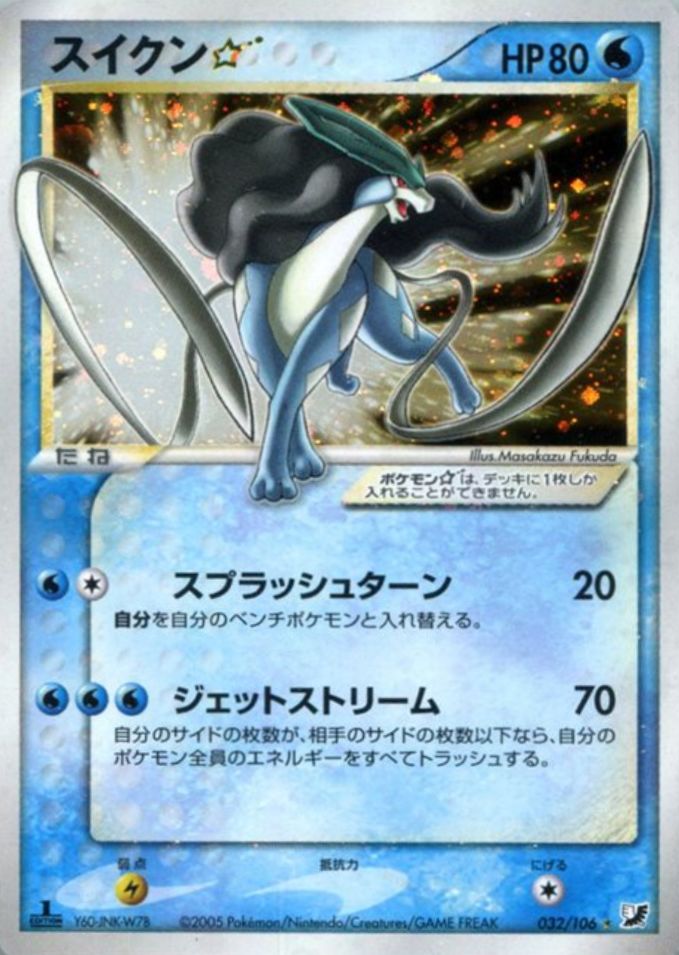 スイクン☆
HP80
たね
Illus. Masakazu Fukuda
ポケモン☆は、デッキに1枚しか
入れることができません。
スプラッシュターン 20
自分を自分のベンチポケモンと入れ替える。
ジェットストリーム 70
自分のサイドの枚数が、相手のサイドの枚数以下なら、自分の
ポケモン全員のエネルギーをすべてトラッシュする。
弱点 抵抗力 にげる
1
EDITION
Y60-JNK-W7B ©2005 Pokémon/Nintendo/Creatures/GAME FREAK 032/106 ★